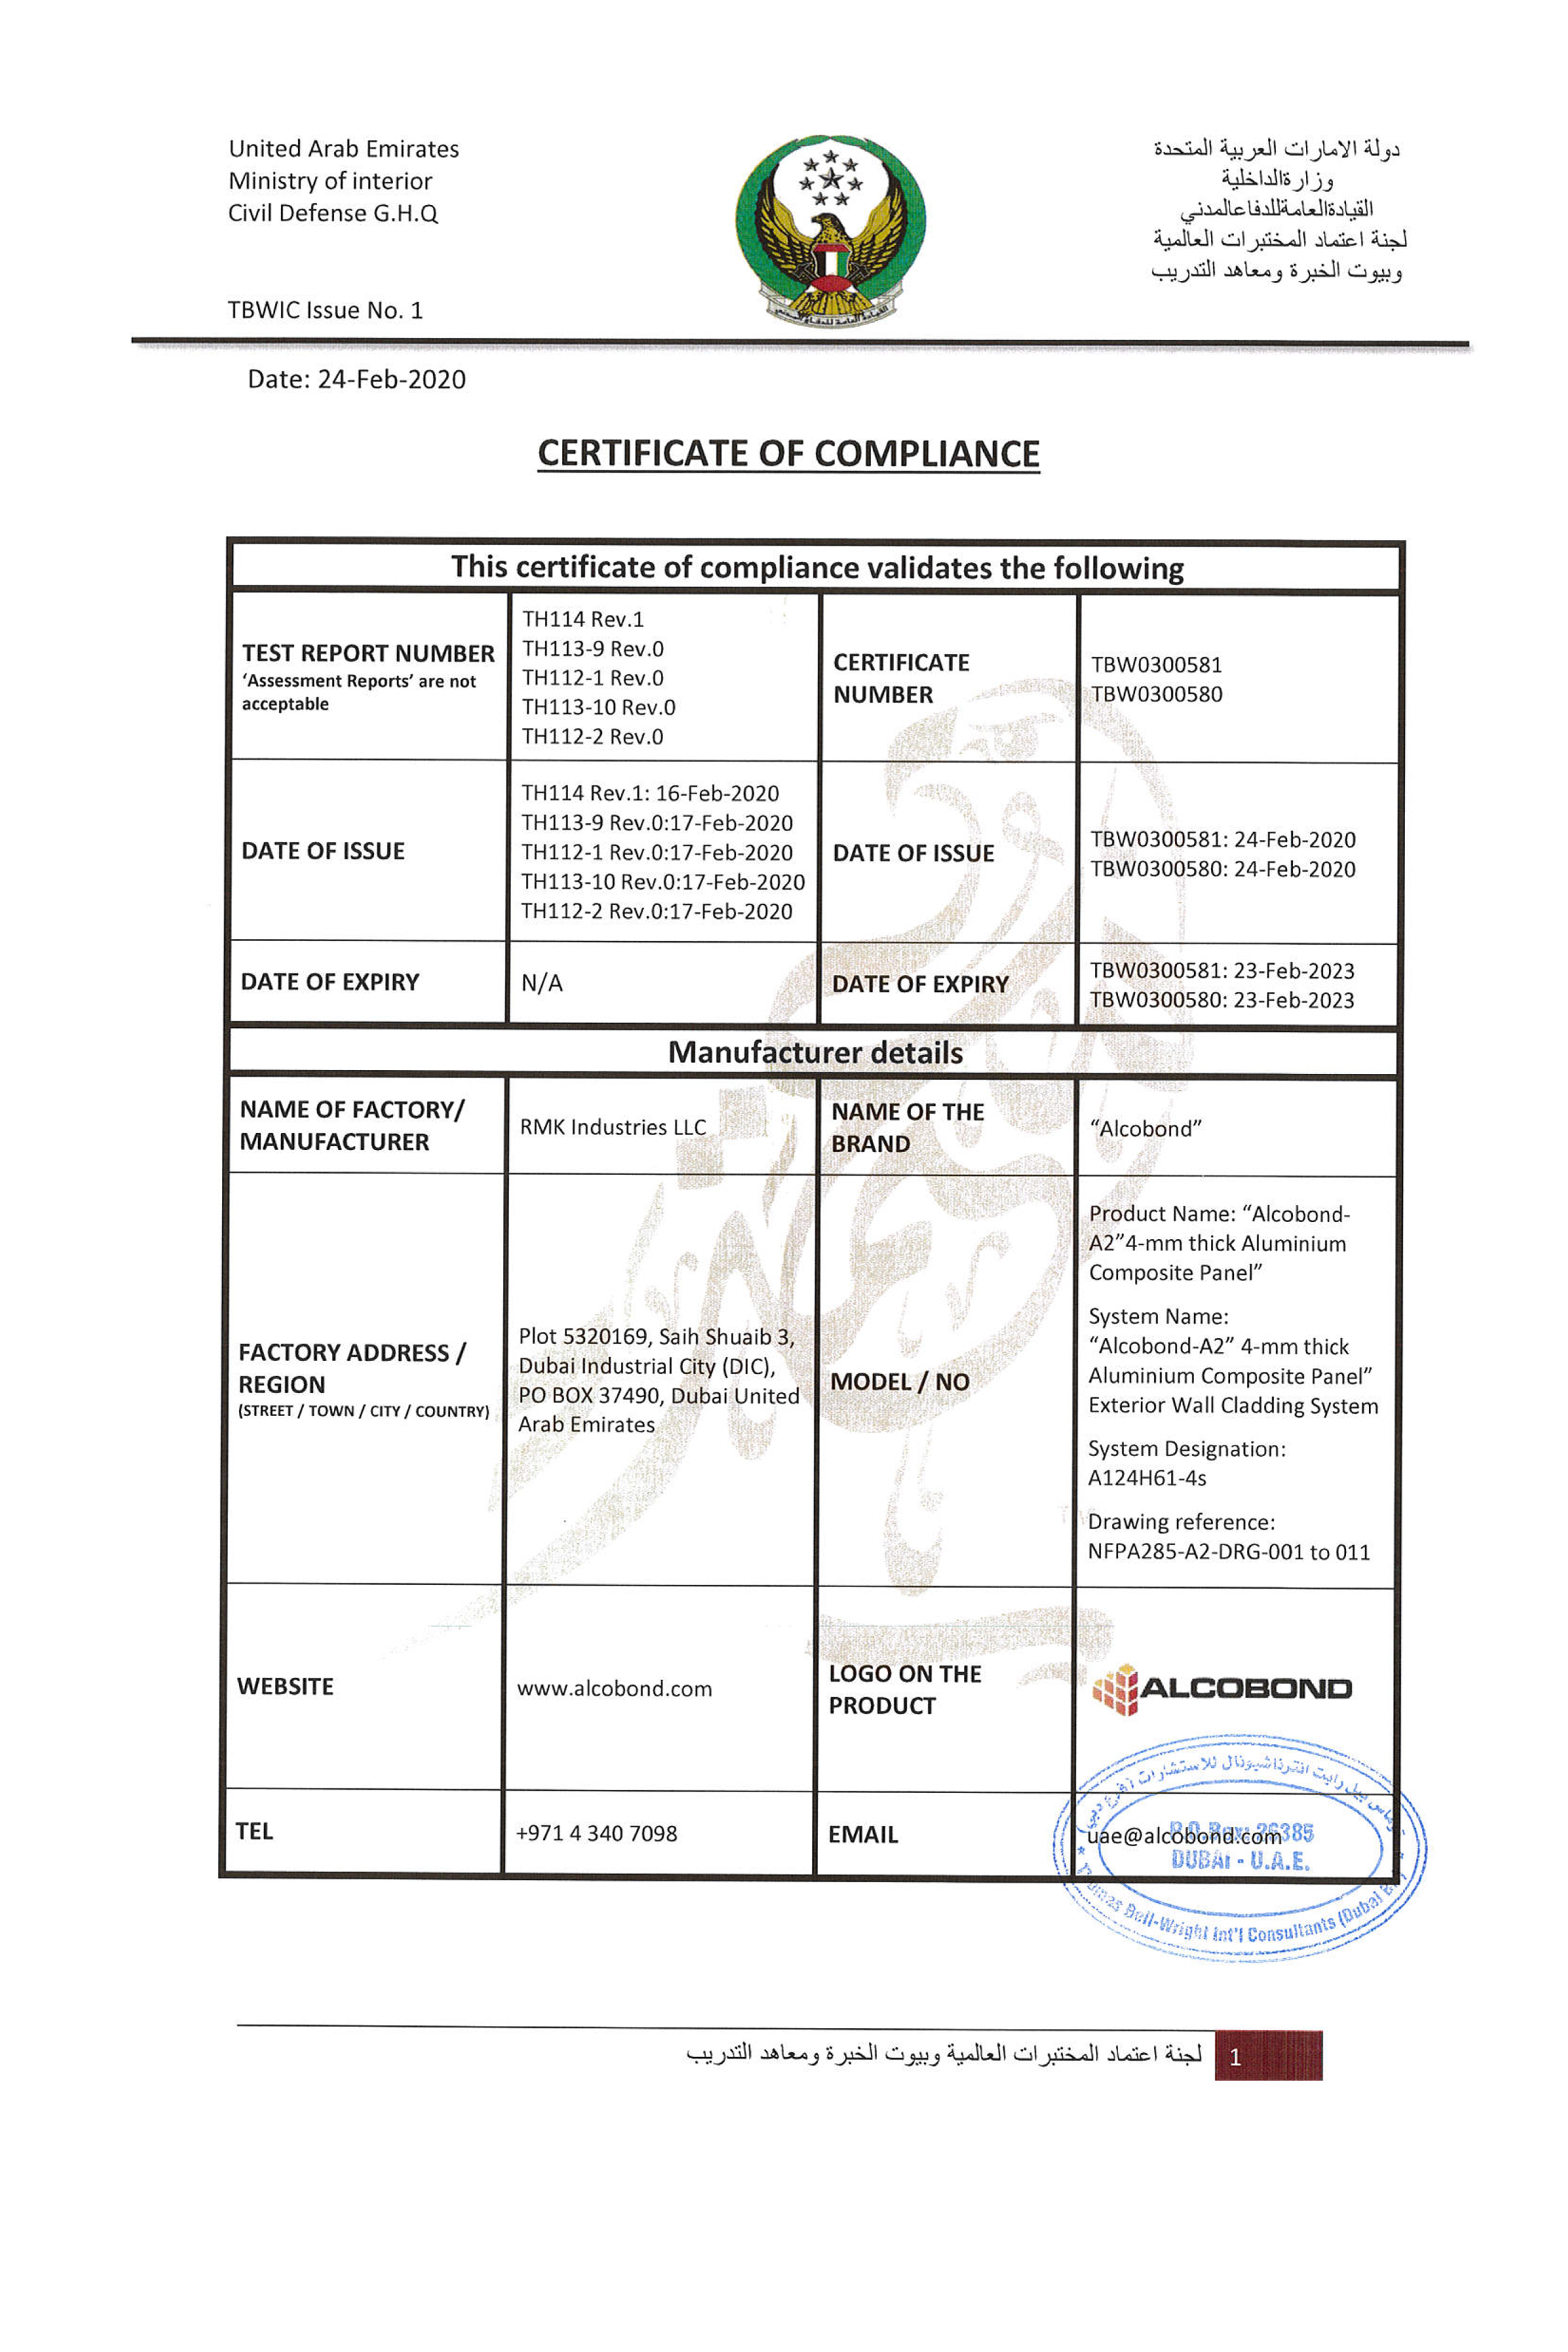 United Arab Emirates
Ministry of interior
Civil Defense G.H.Q
TBWIC Issue No. 1
دولة الامارات العربية المتحدة
وزارةالداخلية
القيادةالعامةللدفاعالمدني
لجنة اعتماد المختبرات العالمية
وبيوت الخبرة ومعاهد التدريب
القيادة العامة للدفاع المدني
Date: 24-Feb-2020
CERTIFICATE OF COMPLIANCE
This certificate of compliance validates the following
TEST REPORT NUMBER
‘Assessment Reports’ are not
acceptable
TH114 Rev.1
TH113-9 Rev.0
TH112-1 Rev.0
TH113-10 Rev.0
TH112-2 Rev.0
CERTIFICATE
NUMBER
TBW0300581
TBW0300580
DATE OF ISSUE
TH114 Rev.1: 16-Feb-2020
TH113-9 Rev.0:17-Feb-2020
TH112-1 Rev.0:17-Feb-2020
TH113-10 Rev.0:17-Feb-2020
TH112-2 Rev.0:17-Feb-2020
DATE OF ISSUE
TBW0300581: 24-Feb-2020
TBW0300580: 24-Feb-2020
DATE OF EXPIRY
N/A
DATE OF EXPIRY
TBW0300581: 23-Feb-2023
TBW0300580: 23-Feb-2023
Manufacturer details
NAME OF FACTORY/
MANUFACTURER
RMK Industries LLC
NAME OF THE
BRAND
“Alcobond”
FACTORY ADDRESS /
REGION
(STREET / TOWN / CITY / COUNTRY)
Plot 5320169, Saih Shuaib 3,
Dubai Industrial City (DIC),
PO BOX 37490, Dubai United
Arab Emirates
MODEL / NO
Product Name: “Alcobond-
A2”4-mm thick Aluminium
Composite Panel”
System Name:
“Alcobond-A2” 4-mm thick
Aluminium Composite Panel”
Exterior Wall Cladding System
System Designation:
A124H61-4s
Drawing reference:
NFPA285-A2-DRG-001 to 011
WEBSITE
www.alcobond.com
LOGO ON THE
PRODUCT
ALCOBOND
TEL
+971 4 340 7098
EMAIL
uae@alcobond.com
توماس بيل رايت انترناشيونال للاستشارات (فرع دبي)
P.O.Box: 26385
DUBAI - U.A.E.
Thomas Bell-Wright Int'l Consultants (Dubai Br.)
لجنة اعتماد المختبرات العالمية وبيوت الخبرة ومعاهد التدريب
1